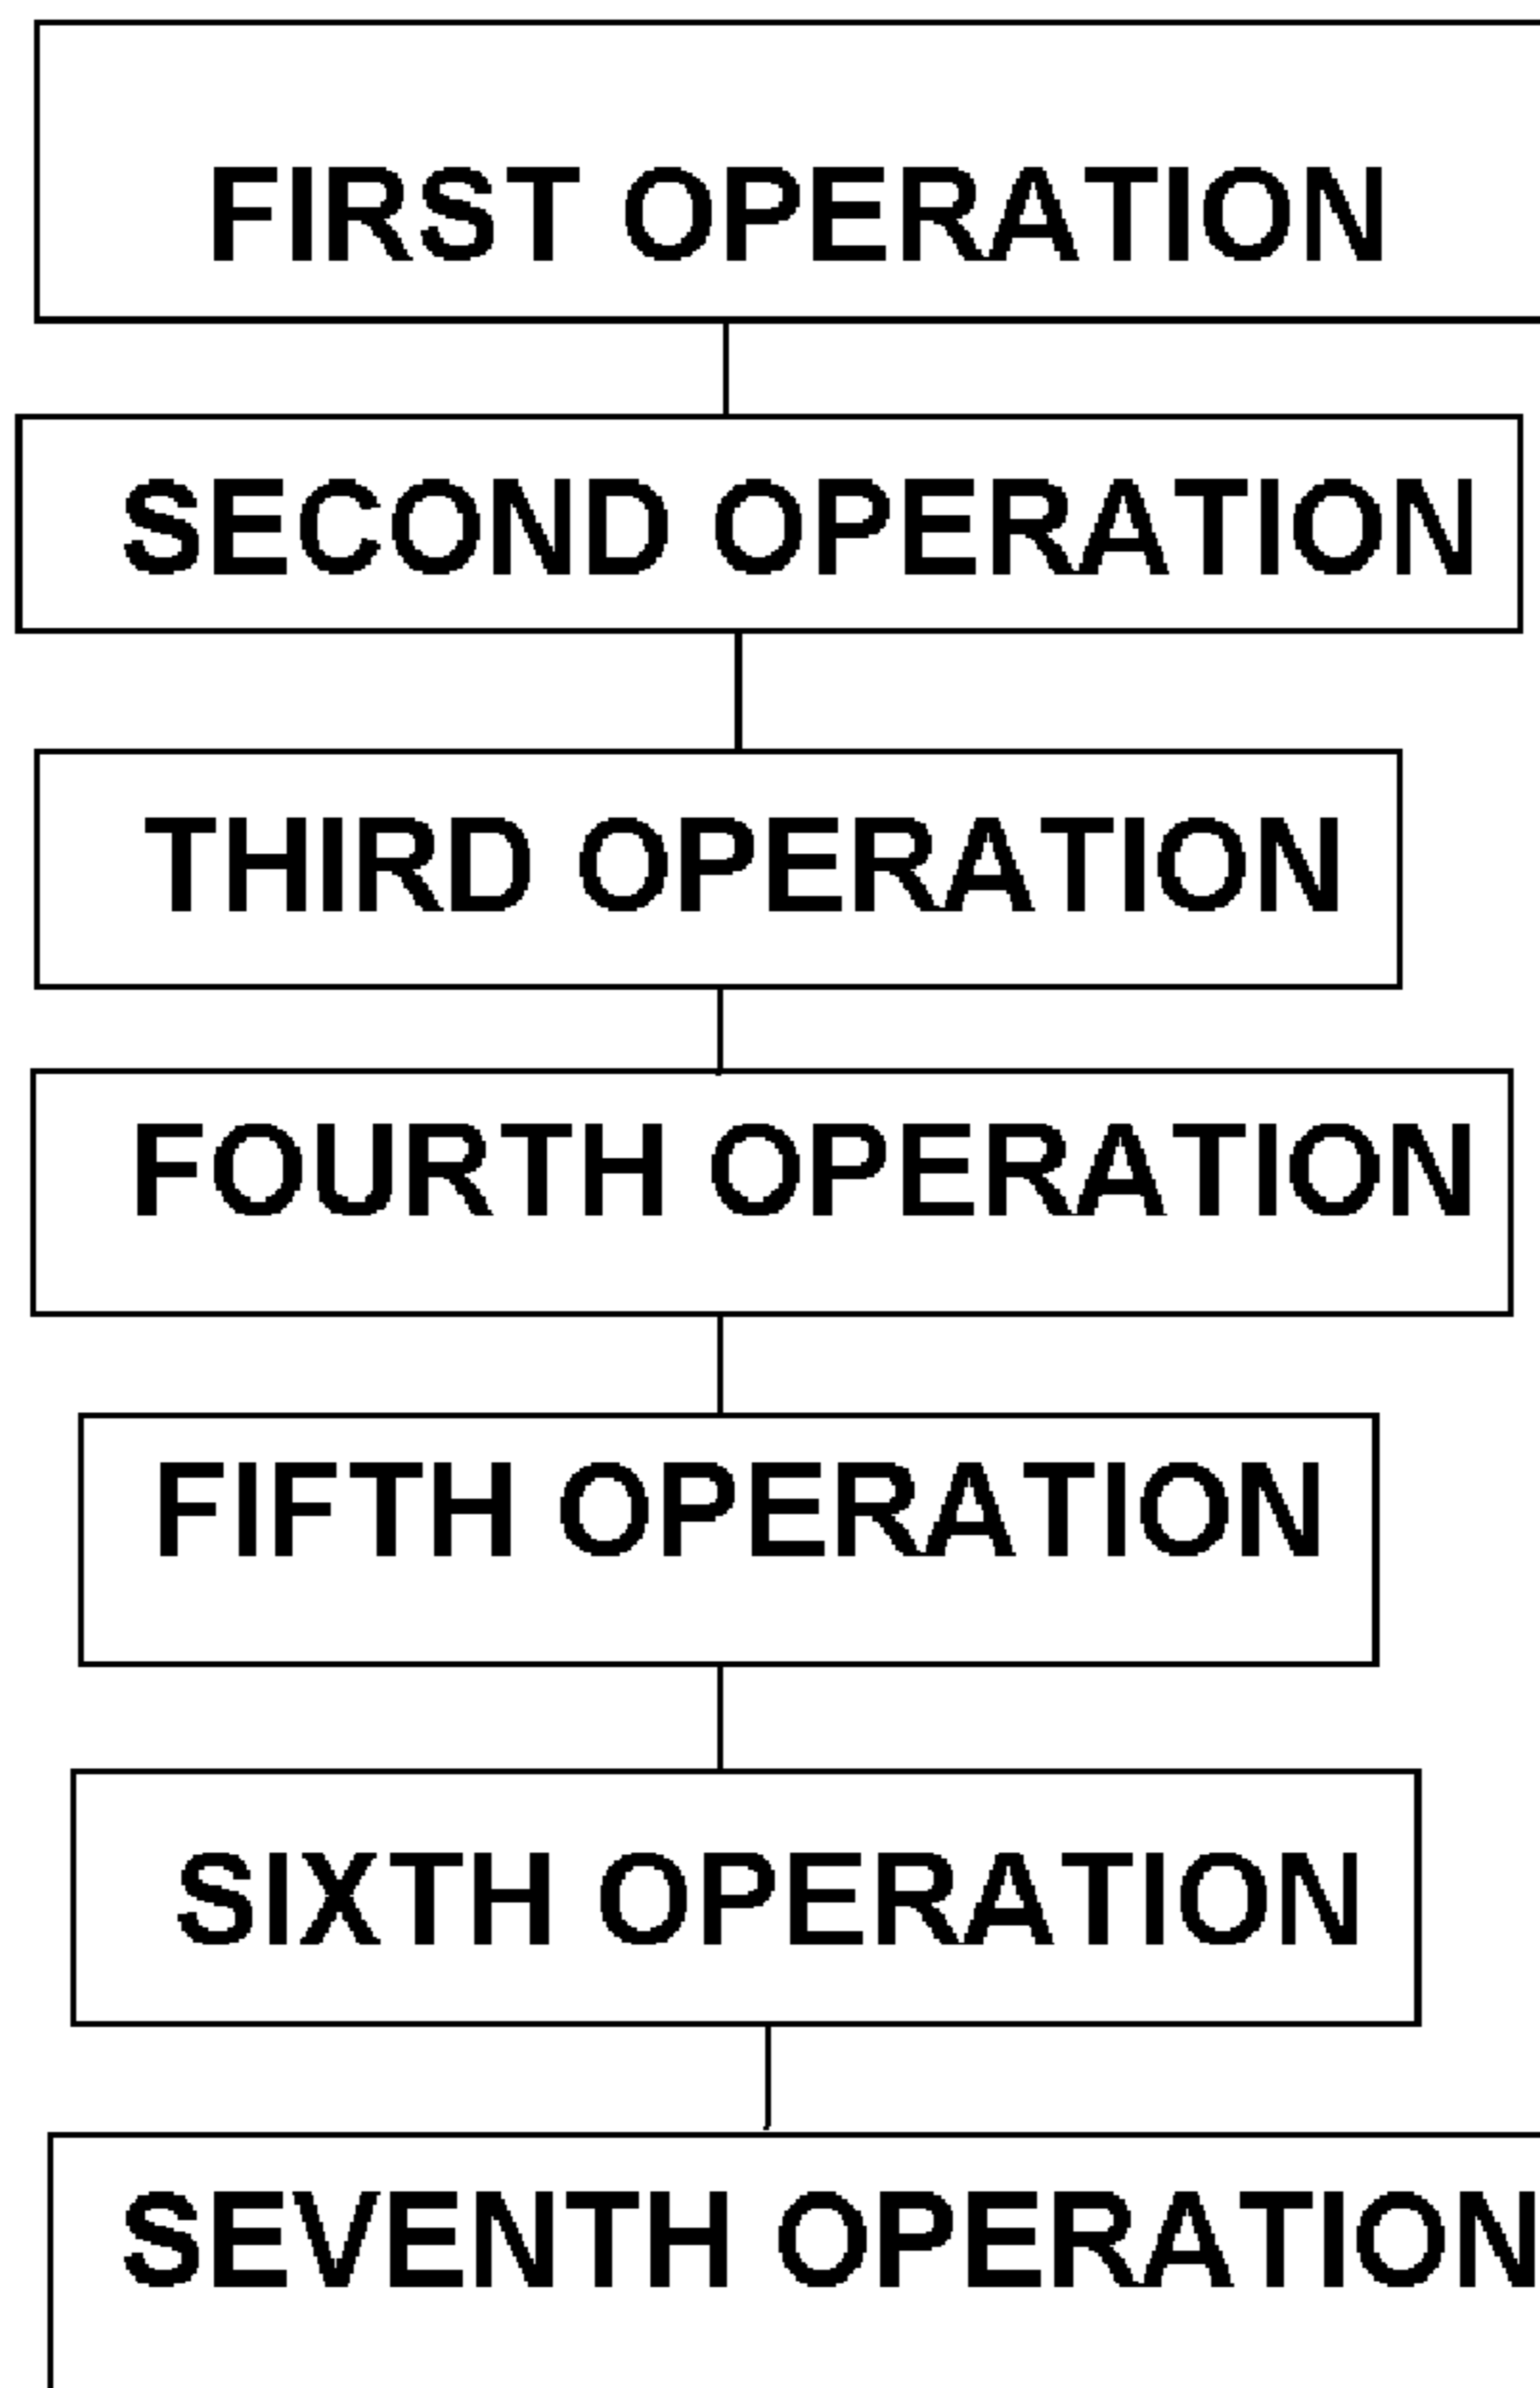 FIRST OPERATION
SECOND OPERATION
THIRD OPERATION
FOURTH OPERATION
FIFTH OPERATION
SIXTH OPERATION
SEVENTH OPERATION